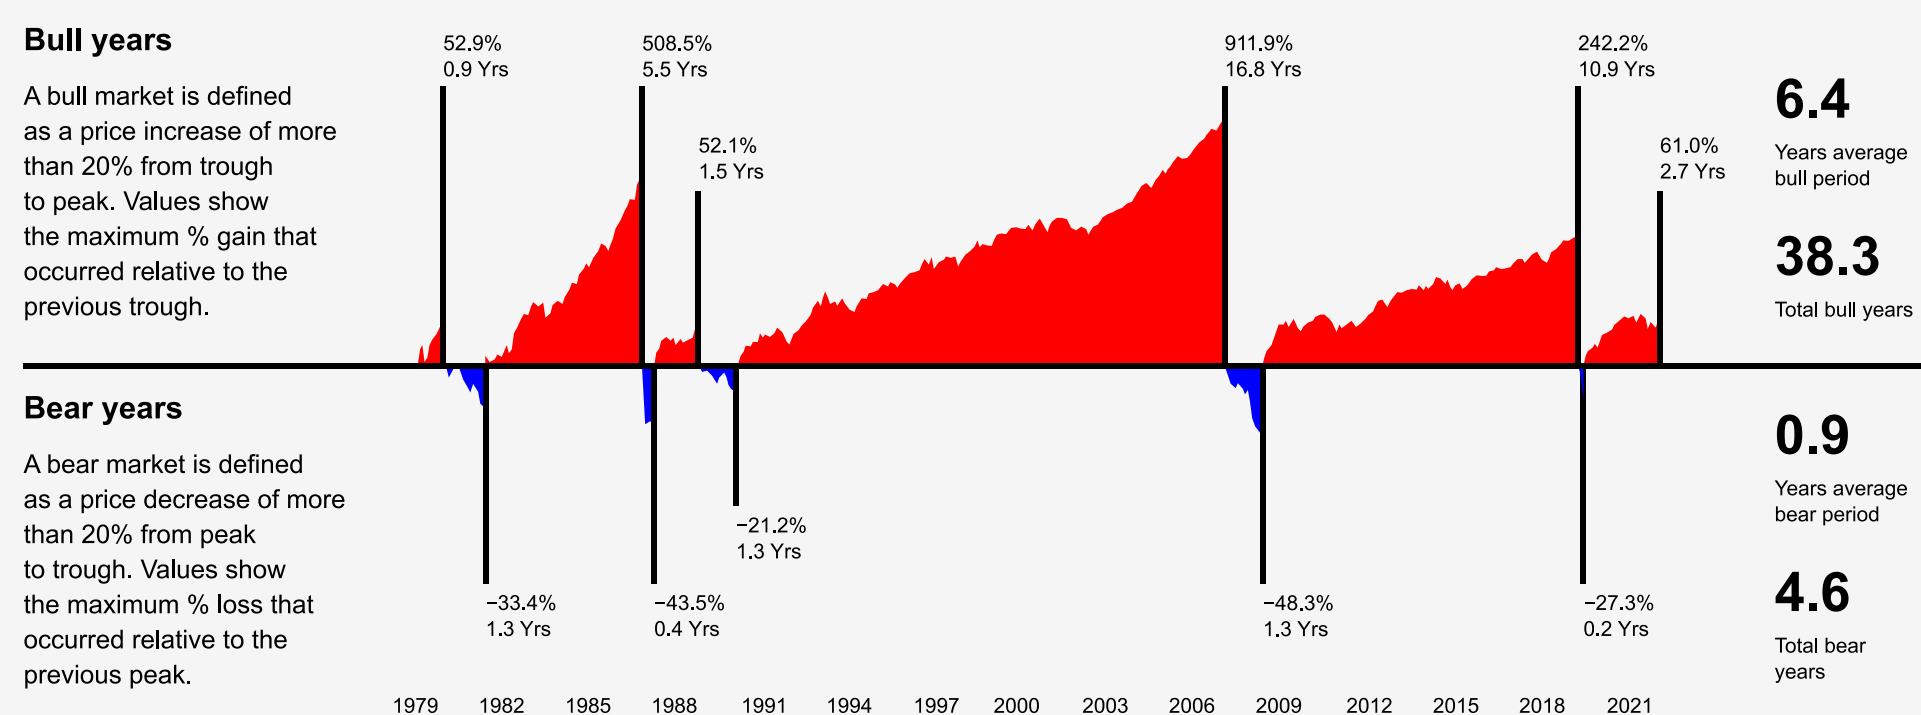 Bull years
A bull market is defined
as a price increase of more
than 20% from trough
to peak. Values show
the maximum % gain that
occurred relative to the
previous trough.
52.9%
0.9 Yrs
508.5%
5.5 Yrs
52.1%
1.5 Yrs
911.9%
16.8 Yrs
242.2%
10.9 Yrs
61.0%
2.7 Yrs
6.4
Years average
bull period
38.3
Total bull years
Bear years
A bear market is defined
as a price decrease of more
than 20% from peak
to trough. Values show
the maximum % loss that
occurred relative to the
previous peak.
−33.4%
1.3 Yrs
−43.5%
0.4 Yrs
−21.2%
1.3 Yrs
−48.3%
1.3 Yrs
−27.3%
0.2 Yrs
0.9
Years average
bear period
4.6
Total bear
years
1979 1982 1985 1988 1991 1994 1997 2000 2003 2006 2009 2012 2015 2018 2021